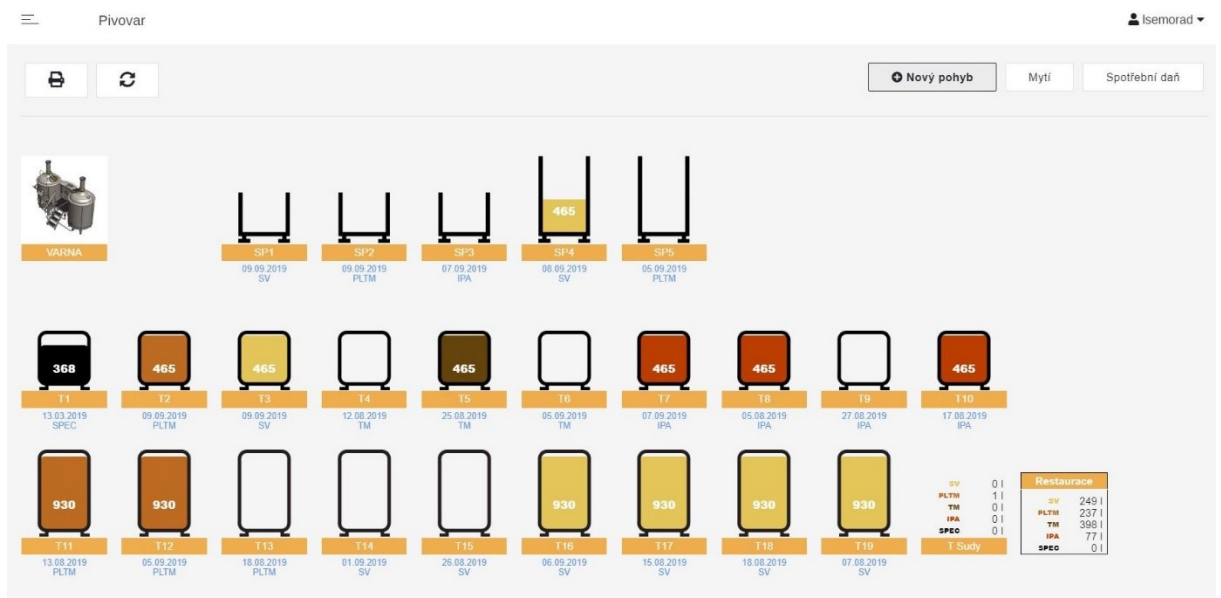 Pivovar
lsemorad
Nový pohyb
Mytí
Spotřební daň
465
VARNA
SP1
SP2
SP3
SP4
SP5
09.09.2019
09.09.2019
07.09.2019
08.09.2019
05.09.2019
SV
PLTM
IPA
SV
PLTM
368
465
465
465
465
465
465
T1
T2
T3
T4
T5
T6
T7
T8
T9
T10
13.03.2019
09.09.2019
09.09.2019
12.08.2019
25.08.2019
05.09.2019
07.09.2019
05.08.2019
27.08.2019
17.08.2019
SPEC
PLTM
SV
TM
TM
TM
IPA
IPA
IPA
IPA
930
930
930
930
930
930
T11
T12
T13
T14
T15
T16
T17
T18
T19
13.08.2019
05.09.2019
18.08.2019
01.09.2019
26.08.2019
06.09.2019
15.08.2019
18.08.2019
07.08.2019
PLTM
PLTM
PLTM
SV
SV
SV
SV
SV
SV
SV 0 l
PLTM 1 l
TM 0 l
IPA 0 l
SPEC 0 l
T Sudy
Restaurace
SV 249 l
PLTM 237 l
TM 398 l
IPA 77 l
SPEC 0 l